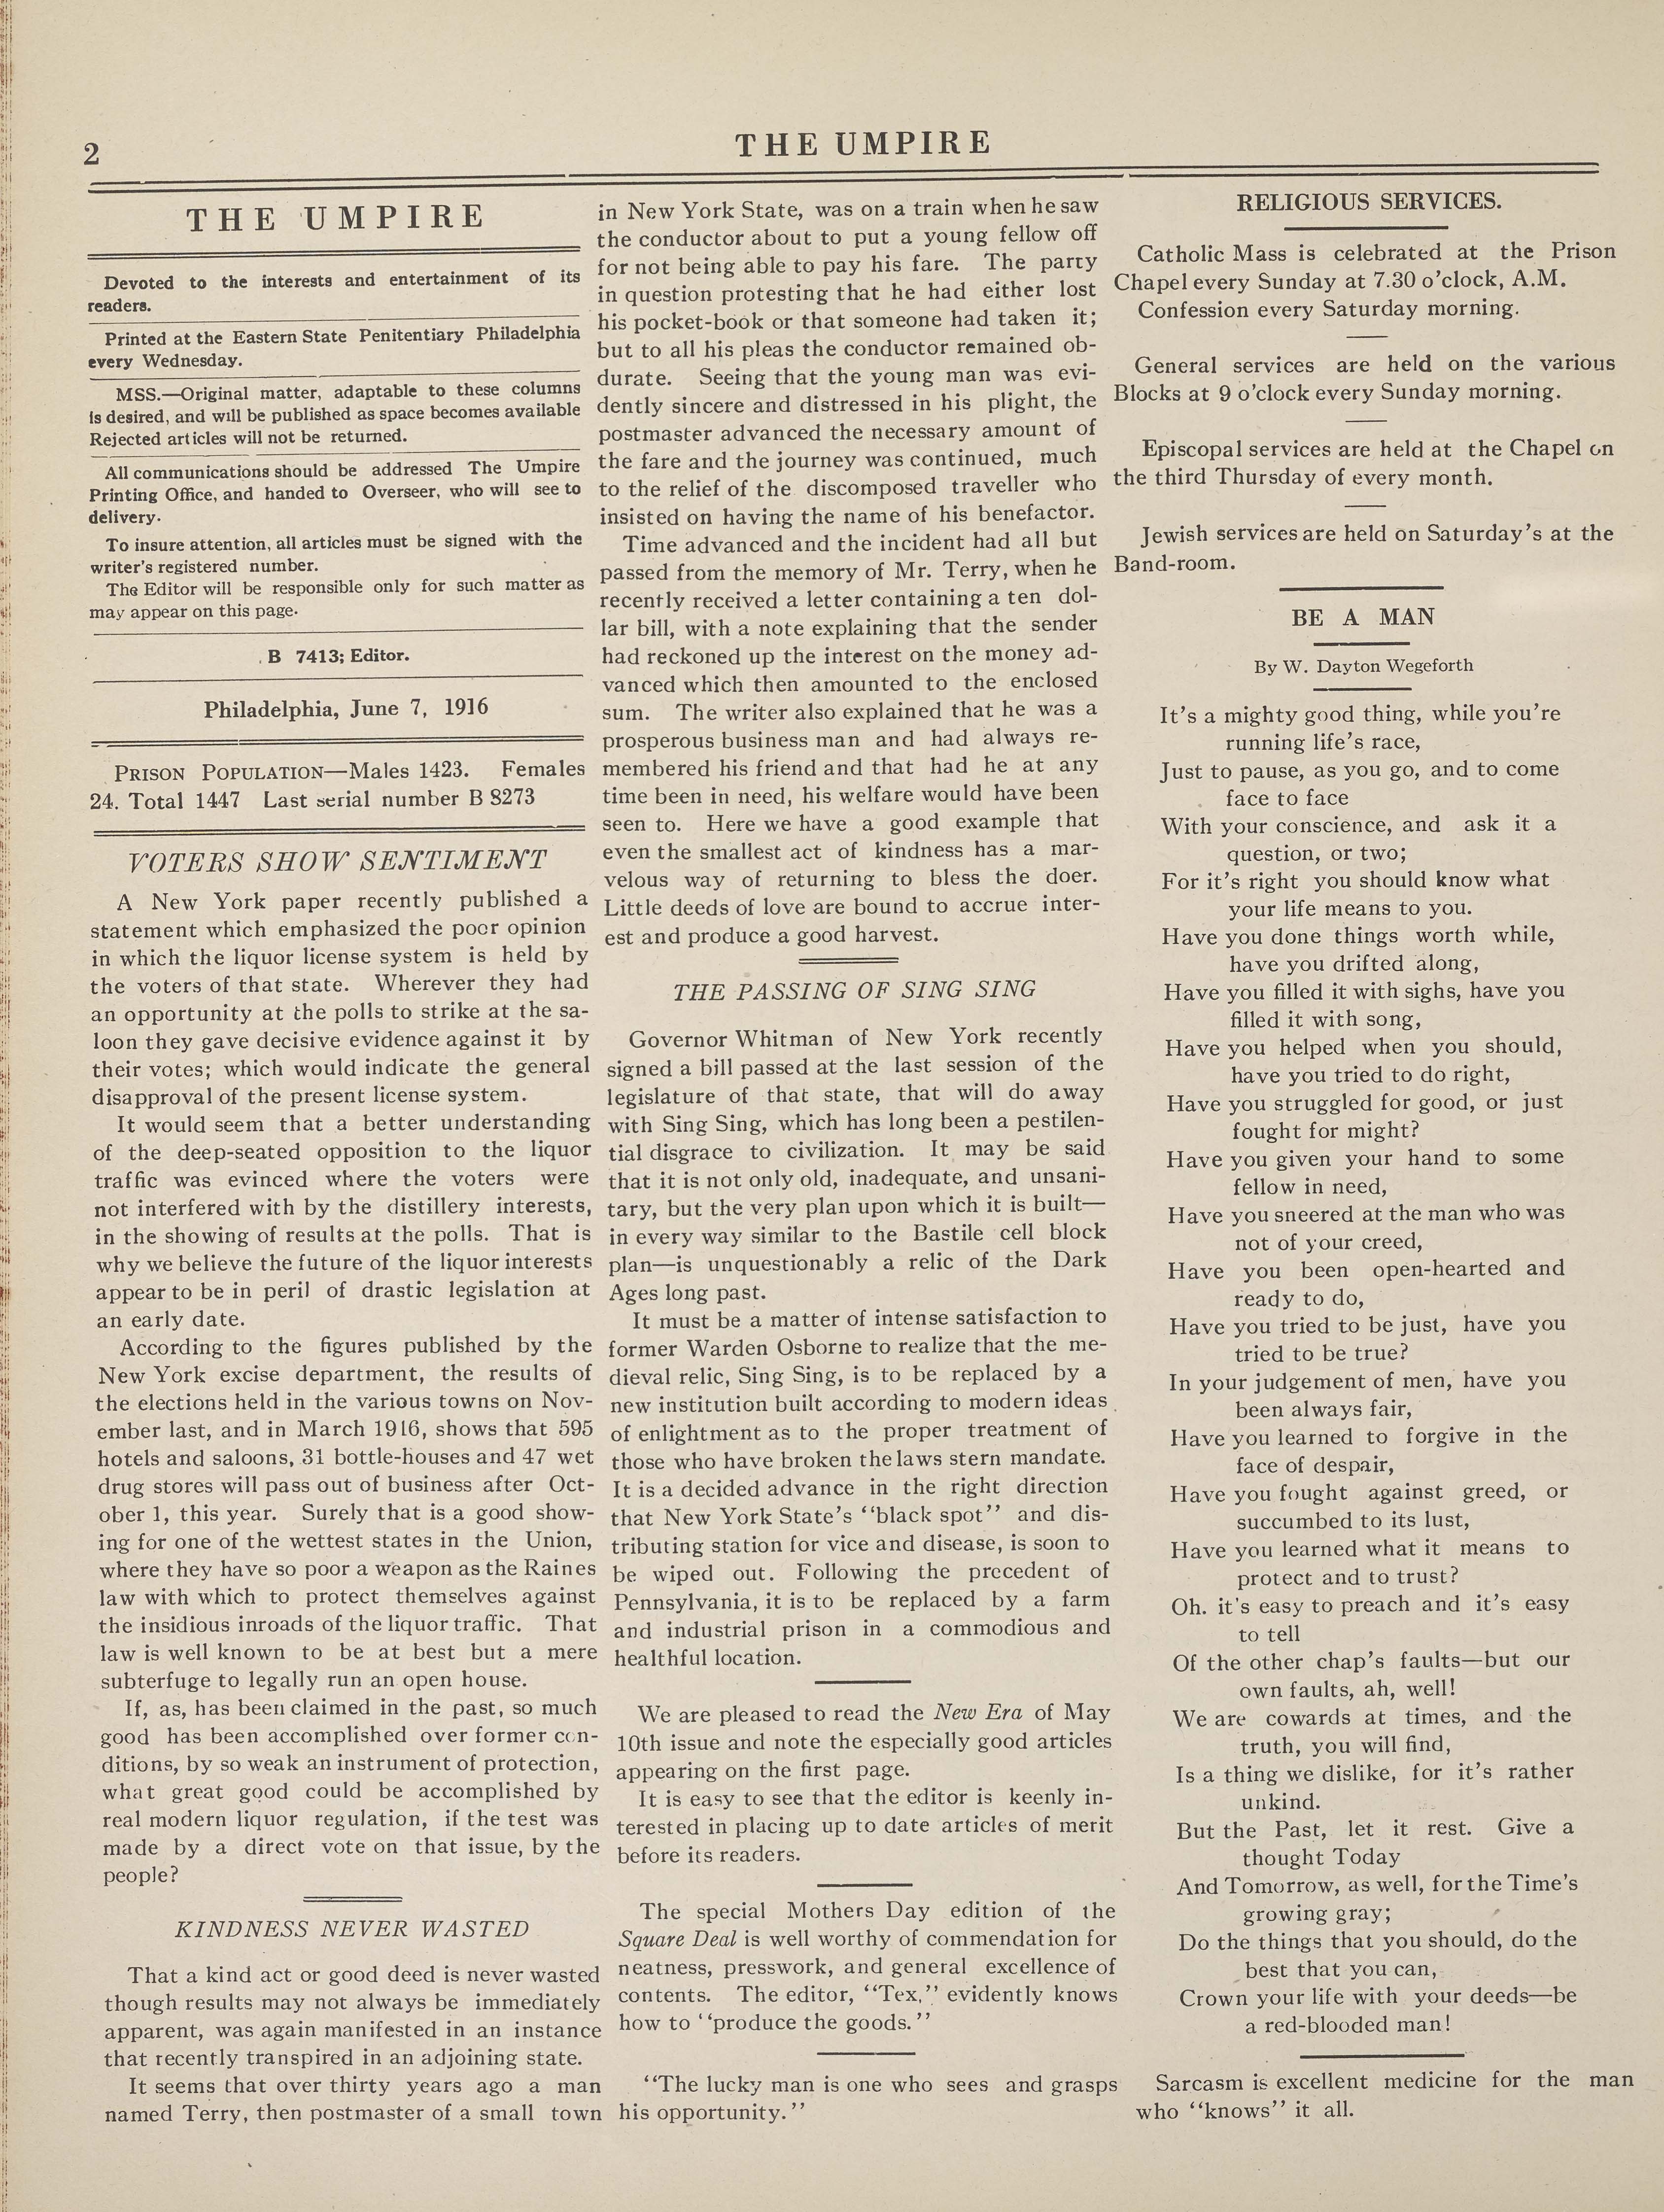 2
THE UMPIRE
THE UMPIRE
Devoted to the interests and entertainment of its
readers.
Printed at the Eastern State Penitentiary Philadelphia
every Wednesday.
MSS.—Original matter, adaptable to these columns
is desired, and will be published as space becomes available
Rejected articles will not be returned.
All communications should be addressed The Umpire
Printing Office, and handed to Overseer, who will see to
delivery.
To insure attention, all articles must be signed with the
writer's registered number.
The Editor will be responsible only for such matter as
may appear on this page.
B 7413; Editor.
Philadelphia, June 7, 1916
PRISON POPULATION—Males 1423. Females
24. Total 1447 Last serial number B 8273
VOTERS SHOW SENTIMENT
A New York paper recently published a
statement which emphasized the poor opinion
in which the liquor license system is held by
the voters of that state. Wherever they had
an opportunity at the polls to strike at the sa-
loon they gave decisive evidence against it by
their votes; which would indicate the general
disapproval of the present license system.
It would seem that a better understanding
of the deep-seated opposition to the liquor
traffic was evinced where the voters were
not interfered with by the distillery interests,
in the showing of results at the polls. That is
why we believe the future of the liquor interests
appear to be in peril of drastic legislation at
an early date.
According to the figures published by the
New York excise department, the results of
the elections held in the various towns on Nov-
ember last, and in March 1916, shows that 595
hotels and saloons, 31 bottle-houses and 47 wet
drug stores will pass out of business after Oct-
ober 1, this year. Surely that is a good show-
ing for one of the wettest states in the Union,
where they have so poor a weapon as the Raines
law with which to protect themselves against
the insidious inroads of the liquor traffic. That
law is well known to be at best but a mere
subterfuge to legally run an open house.
If, as, has been claimed in the past, so much
good has been accomplished over former con-
ditions, by so weak an instrument of protection,
what great good could be accomplished by
real modern liquor regulation, if the test was
made by a direct vote on that issue, by the
people?
KINDNESS NEVER WASTED
That a kind act or good deed is never wasted
though results may not always be immediately
apparent, was again manifested in an instance
that recently transpired in an adjoining state.
It seems that over thirty years ago a man
named Terry, then postmaster of a small town
in New York State, was on a train when he saw
the conductor about to put a young fellow off
for not being able to pay his fare. The party
in question protesting that he had either lost
his pocket-book or that someone had taken it;
but to all his pleas the conductor remained ob-
durate. Seeing that the young man was evi-
dently sincere and distressed in his plight, the
postmaster advanced the necessary amount of
the fare and the journey was continued, much
to the relief of the discomposed traveller who
insisted on having the name of his benefactor.
Time advanced and the incident had all but
passed from the memory of Mr. Terry, when he
recently received a letter containing a ten dol-
lar bill, with a note explaining that the sender
had reckoned up the interest on the money ad-
vanced which then amounted to the enclosed
sum. The writer also explained that he was a
prosperous business man and had always re-
membered his friend and that had he at any
time been in need, his welfare would have been
seen to. Here we have a good example that
even the smallest act of kindness has a mar-
velous way of returning to bless the doer.
Little deeds of love are bound to accrue inter-
est and produce a good harvest.
THE PASSING OF SING SING
Governor Whitman of New York recently
signed a bill passed at the last session of the
legislature of that state, that will do away
with Sing Sing, which has long been a pestilen-
tial disgrace to civilization. It may be said
that it is not only old, inadequate, and unsani-
tary, but the very plan upon which it is built—
in every way similar to the Bastile cell block
plan—is unquestionably a relic of the Dark
Ages long past.
It must be a matter of intense satisfaction to
former Warden Osborne to realize that the me-
dieval relic, Sing Sing, is to be replaced by a
new institution built according to modern ideas
of enlightment as to the proper treatment of
those who have broken the laws stern mandate.
It is a decided advance in the right direction
that New York State's "black spot" and dis-
tributing station for vice and disease, is soon to
be wiped out. Following the precedent of
Pennsylvania, it is to be replaced by a farm
and industrial prison in a commodious and
healthful location.
We are pleased to read the New Era of May
10th issue and note the especially good articles
appearing on the first page.
It is easy to see that the editor is keenly in-
terested in placing up to date articles of merit
before its readers.
The special Mothers Day edition of the
Square Deal is well worthy of commendation for
neatness, presswork, and general excellence of
contents. The editor, "Tex," evidently knows
how to "produce the goods."
"The lucky man is one who sees and grasps
his opportunity."
RELIGIOUS SERVICES.
Catholic Mass is celebrated at the Prison
Chapel every Sunday at 7.30 o'clock, A.M.
Confession every Saturday morning.
General services are held on the various
Blocks at 9 o'clock every Sunday morning.
Episcopal services are held at the Chapel on
the third Thursday of every month.
Jewish services are held on Saturday's at the
Band-room.
BE A MAN
By W. Dayton Wegeforth
It's a mighty good thing, while you're
running life's race,
Just to pause, as you go, and to come
face to face
With your conscience, and ask it a
question, or two;
For it's right you should know what
your life means to you.
Have you done things worth while,
have you drifted along,
Have you filled it with sighs, have you
filled it with song,
Have you helped when you should,
have you tried to do right,
Have you struggled for good, or just
fought for might?
Have you given your hand to some
fellow in need,
Have you sneered at the man who was
not of your creed,
Have you been open-hearted and
ready to do,
Have you tried to be just, have you
tried to be true?
In your judgement of men, have you
been always fair,
Have you learned to forgive in the
face of despair,
Have you fought against greed, or
succumbed to its lust,
Have you learned what it means to
protect and to trust?
Oh. it's easy to preach and it's easy
to tell
Of the other chap's faults—but our
own faults, ah, well!
We are cowards at times, and the
truth, you will find,
Is a thing we dislike, for it's rather
unkind.
But the Past, let it rest. Give a
thought Today
And Tomorrow, as well, for the Time's
growing gray;
Do the things that you should, do the
best that you can,
Crown your life with your deeds—be
a red-blooded man!
Sarcasm is excellent medicine for the man
who "knows" it all.